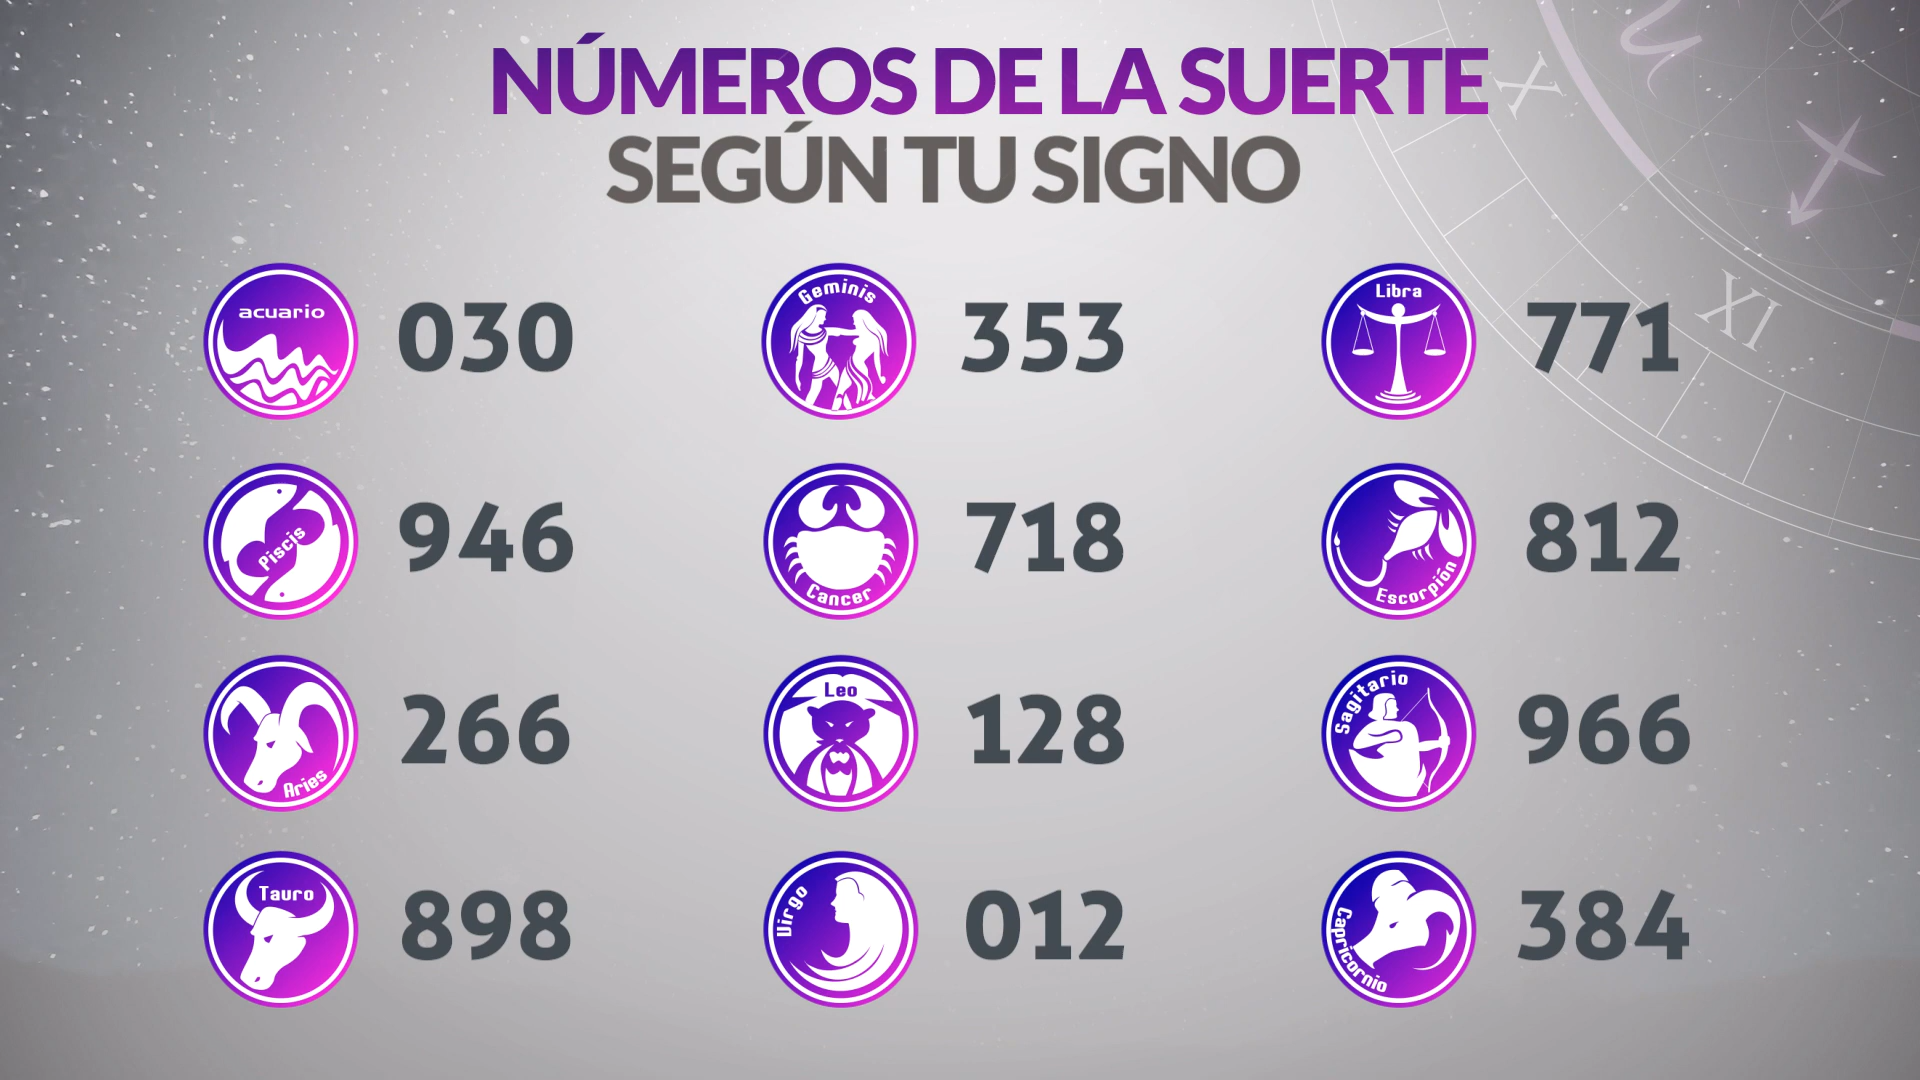 NÚMEROS DE LA SUERTE
SEGÚN TU SIGNO
acuario 030
Geminis 353
Libra 771
Piscis 946
Cancer 718
Escorpión 812
Aries 266
Leo 128
Sagitario 966
Tauro 898
Virgo 012
Capricornio 384
X
XI